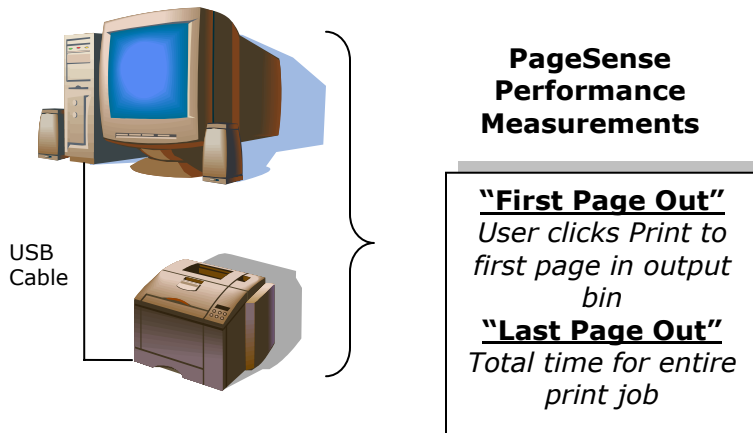 PageSense
Performance
Measurements
“First Page Out”
User clicks Print to
first page in output
bin
“Last Page Out”
Total time for entire
print job
USB
Cable